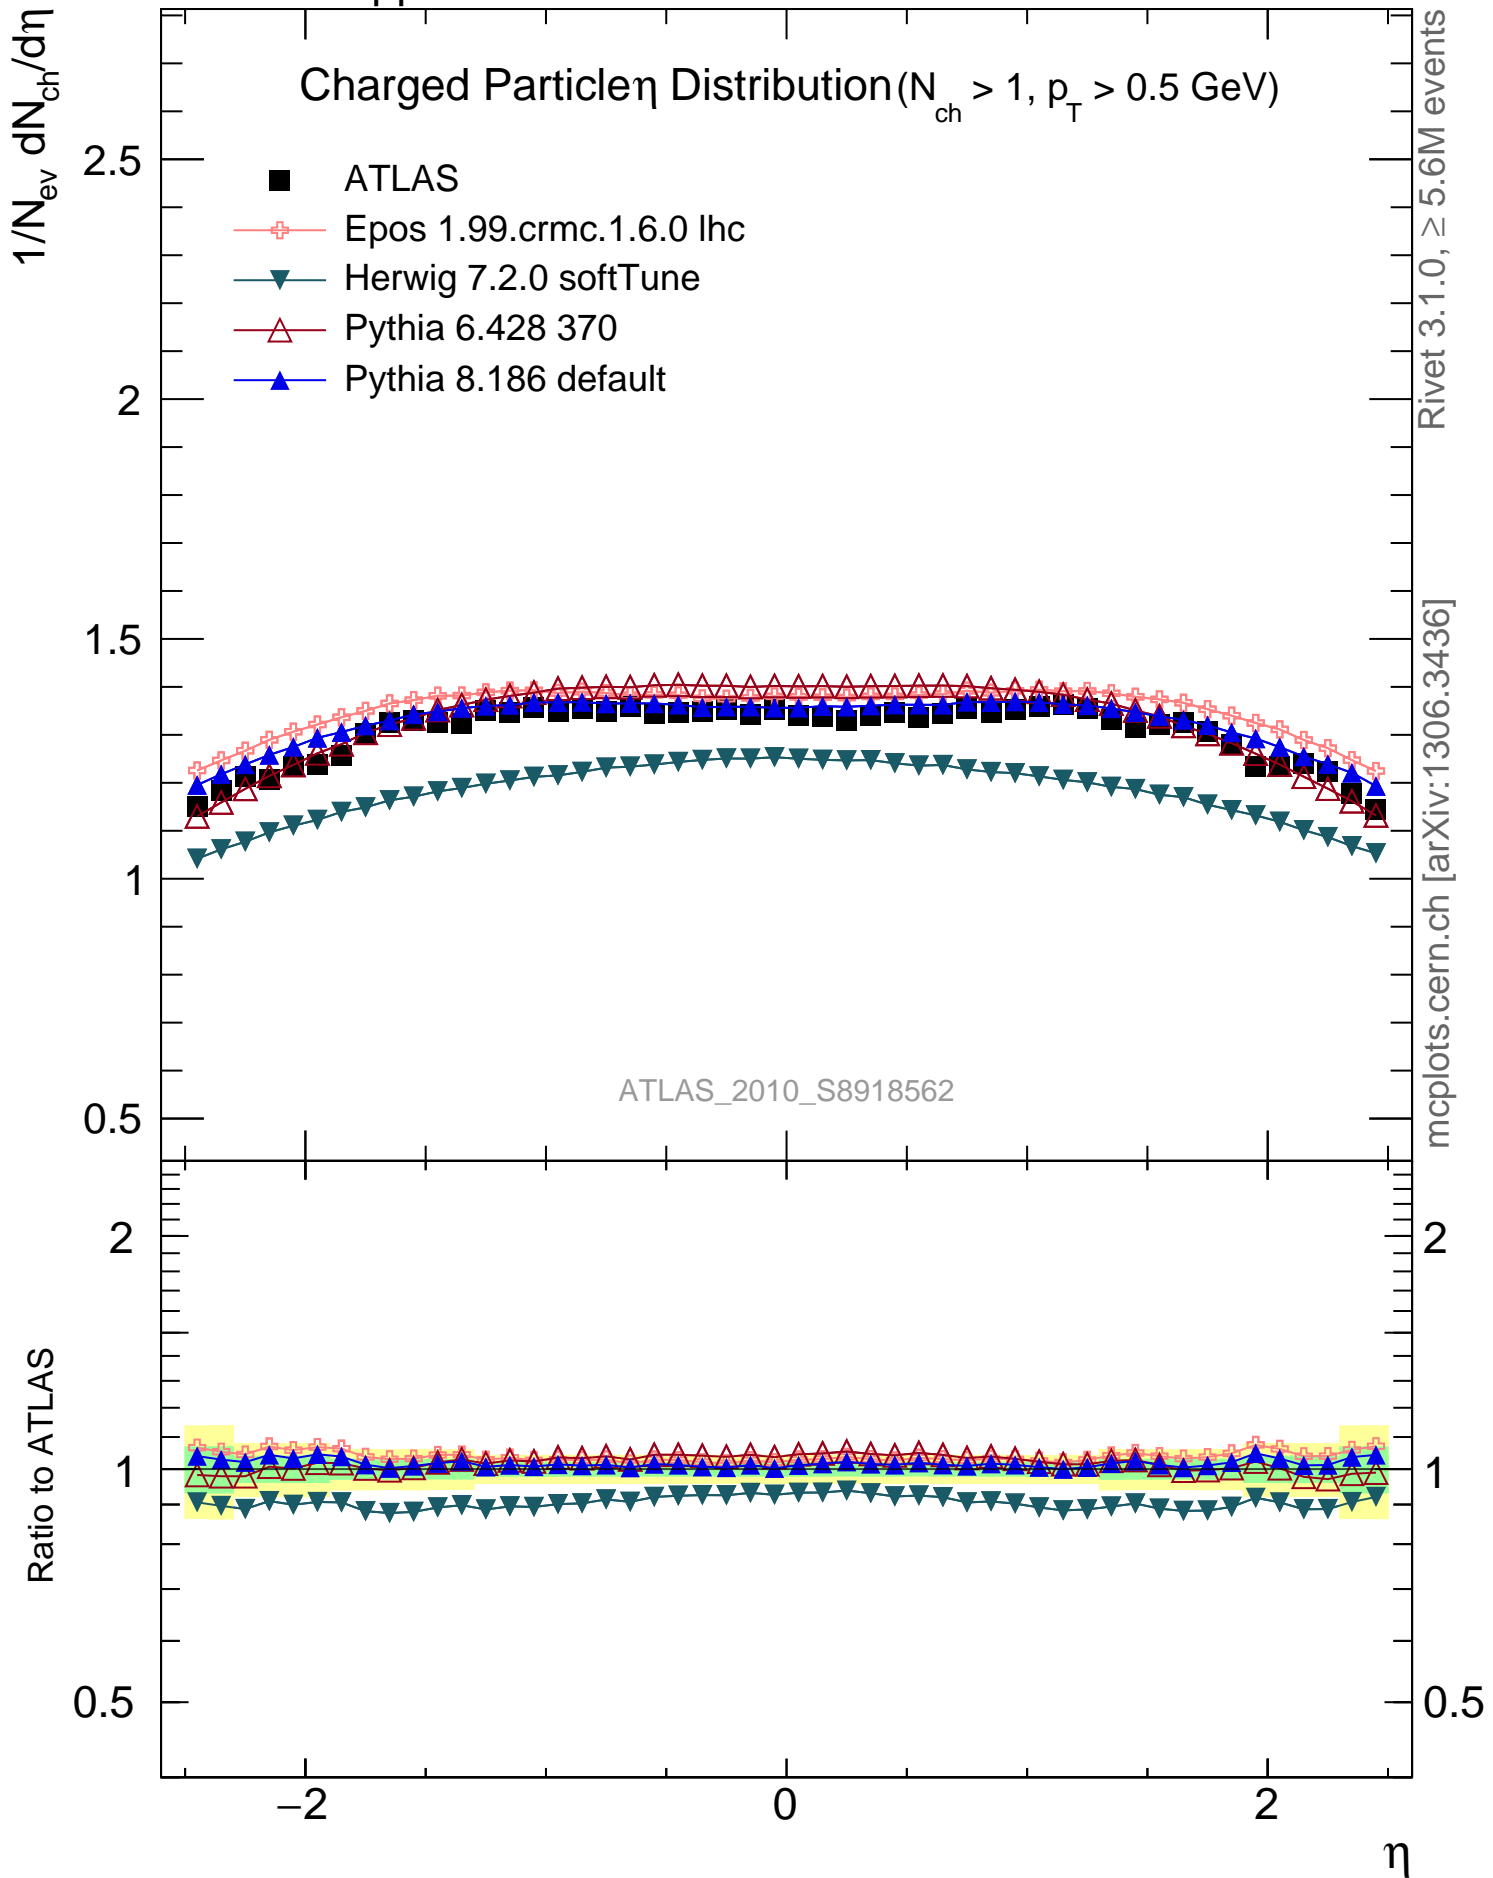 1/N_ev dN_ch/dη
Charged Particle η Distribution (N_ch > 1, p_T > 0.5 GeV)
ATLAS
Epos 1.99.crmc.1.6.0 lhc
Herwig 7.2.0 softTune
Pythia 6.428 370
Pythia 8.186 default
2.5
2
1.5
1
0.5
ATLAS_2010_S8918562
Rivet 3.1.0, ≥ 5.6M events
mcplots.cern.ch [arXiv:1306.3436]
Ratio to ATLAS
2
1
0.5
2
1
0.5
−2
0
2
η